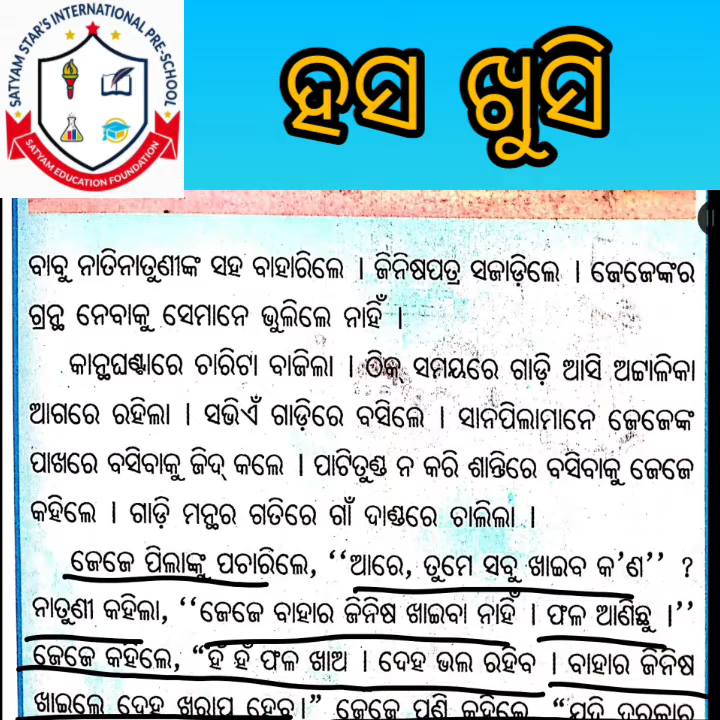 SATYAM STAR'S INTERNATIONAL PRE-SCHOOL
SATYAM EDUCATION FOUNDATION
ହସ ଖୁସି
ବାବୁ ନାତିନାତୁଣୀଙ୍କ ସହ ବାହାରିଲେ । ଜିନିଷପତ୍ର ସଜାଡ଼ିଲେ । ଜେଜେଙ୍କର
ଗ୍ରନ୍ଥ ନେବାକୁ ସେମାନେ ଭୁଲିଲେ ନାହିଁ ।
କାନ୍ଥଘଣ୍ଟାରେ ଚାରିଟା ବାଜିଲା । ଠିକ୍ ସମୟରେ ଗାଡ଼ି ଆସି ଅଟ୍ଟାଳିକା
ଆଗରେ ରହିଲା । ସଭିଏଁ ଗାଡ଼ିରେ ବସିଲେ । ସାନପିଲାମାନେ ଜେଜେଙ୍କ
ପାଖରେ ବସିବାକୁ ଜିଦ୍ କଲେ । ପାଟିତୁଣ୍ଡ ନ କରି ଶାନ୍ତିରେ ବସିବାକୁ ଜେଜେ
କହିଲେ । ଗାଡ଼ି ମନ୍ଥର ଗତିରେ ଗାଁ ଦାଣ୍ଡରେ ଚାଲିଲା ।
ଜେଜେ ପିଲାଙ୍କୁ ପଚାରିଲେ, ‘‘ଆରେ, ତୁମେ ସବୁ ଖାଇବ କ’ଣ’’ ?
ନାତୁଣୀ କହିଲା, ‘‘ଜେଜେ ବାହାର ଜିନିଷ ଖାଇବା ନାହିଁ । ଫଳ ଆଣିଛୁ ।’’
ଜେଜେ କହିଲେ, “ହଁ ହଁ ଫଳ ଖାଅ । ଦେହ ଭଲ ରହିବ । ବାହାର ଜିନିଷ
ଖାଇଲେ ଦେହ ଖରାପ ହେବ।” ଜେଜେ ପୁଣି କହିଲେ, “ଯଦି ଦରକାର